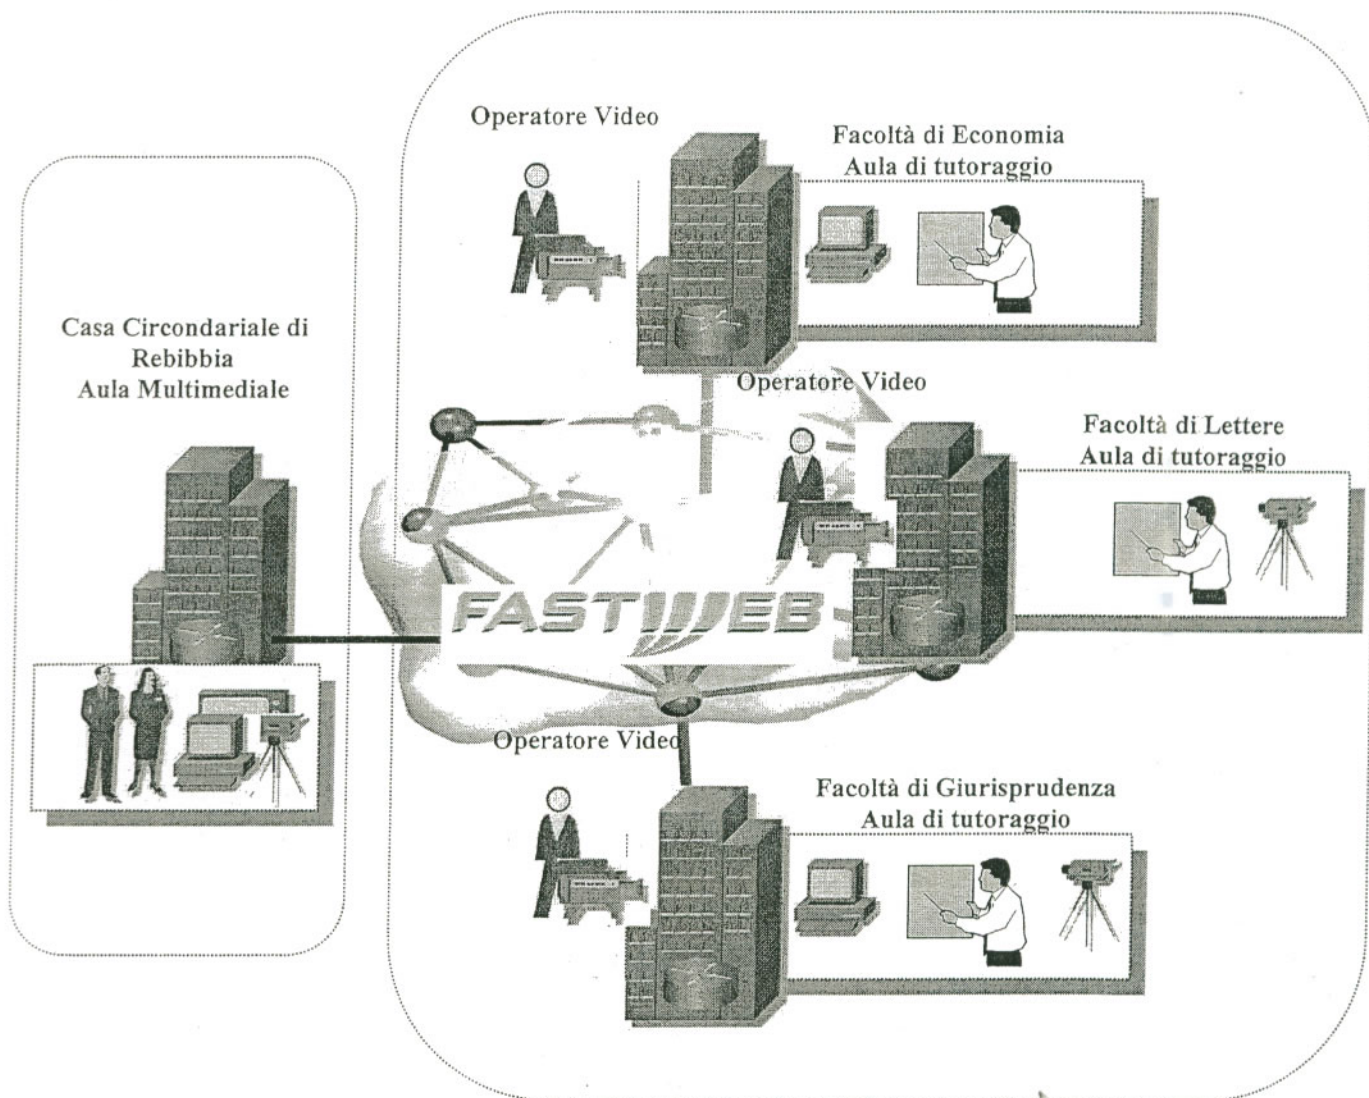 Operatore Video
Facoltà di Economia
Aula di tutoraggio
Casa Circondariale di
Rebibbia
Aula Multimediale
Operatore Video
Facoltà di Lettere
Aula di tutoraggio
FASTWEB
Operatore Video
Facoltà di Giurisprudenza
Aula di tutoraggio